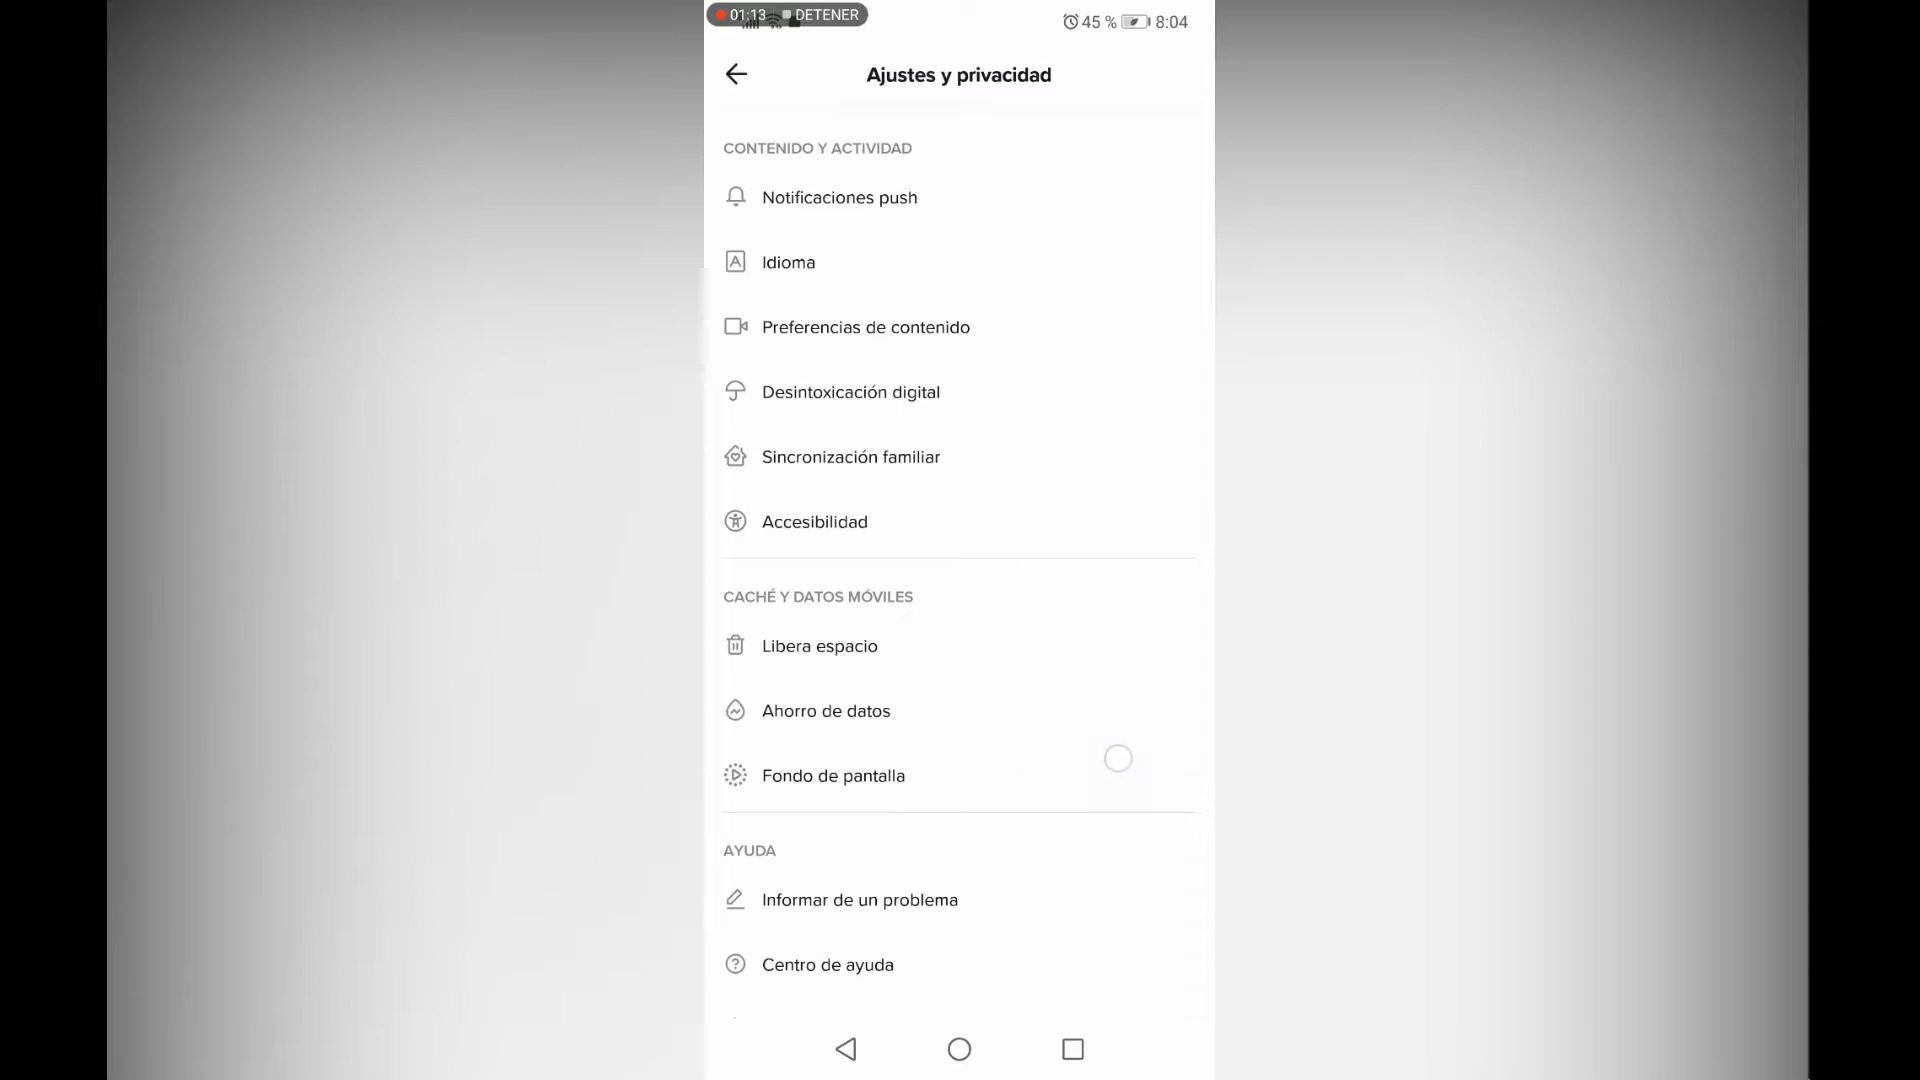 01:13 DETENER
45 % 8:04
Ajustes y privacidad
CONTENIDO Y ACTIVIDAD
Notificaciones push
Idioma
Preferencias de contenido
Desintoxicación digital
Sincronización familiar
Accesibilidad
CACHÉ Y DATOS MÓVILES
Libera espacio
Ahorro de datos
Fondo de pantalla
AYUDA
Informar de un problema
Centro de ayuda